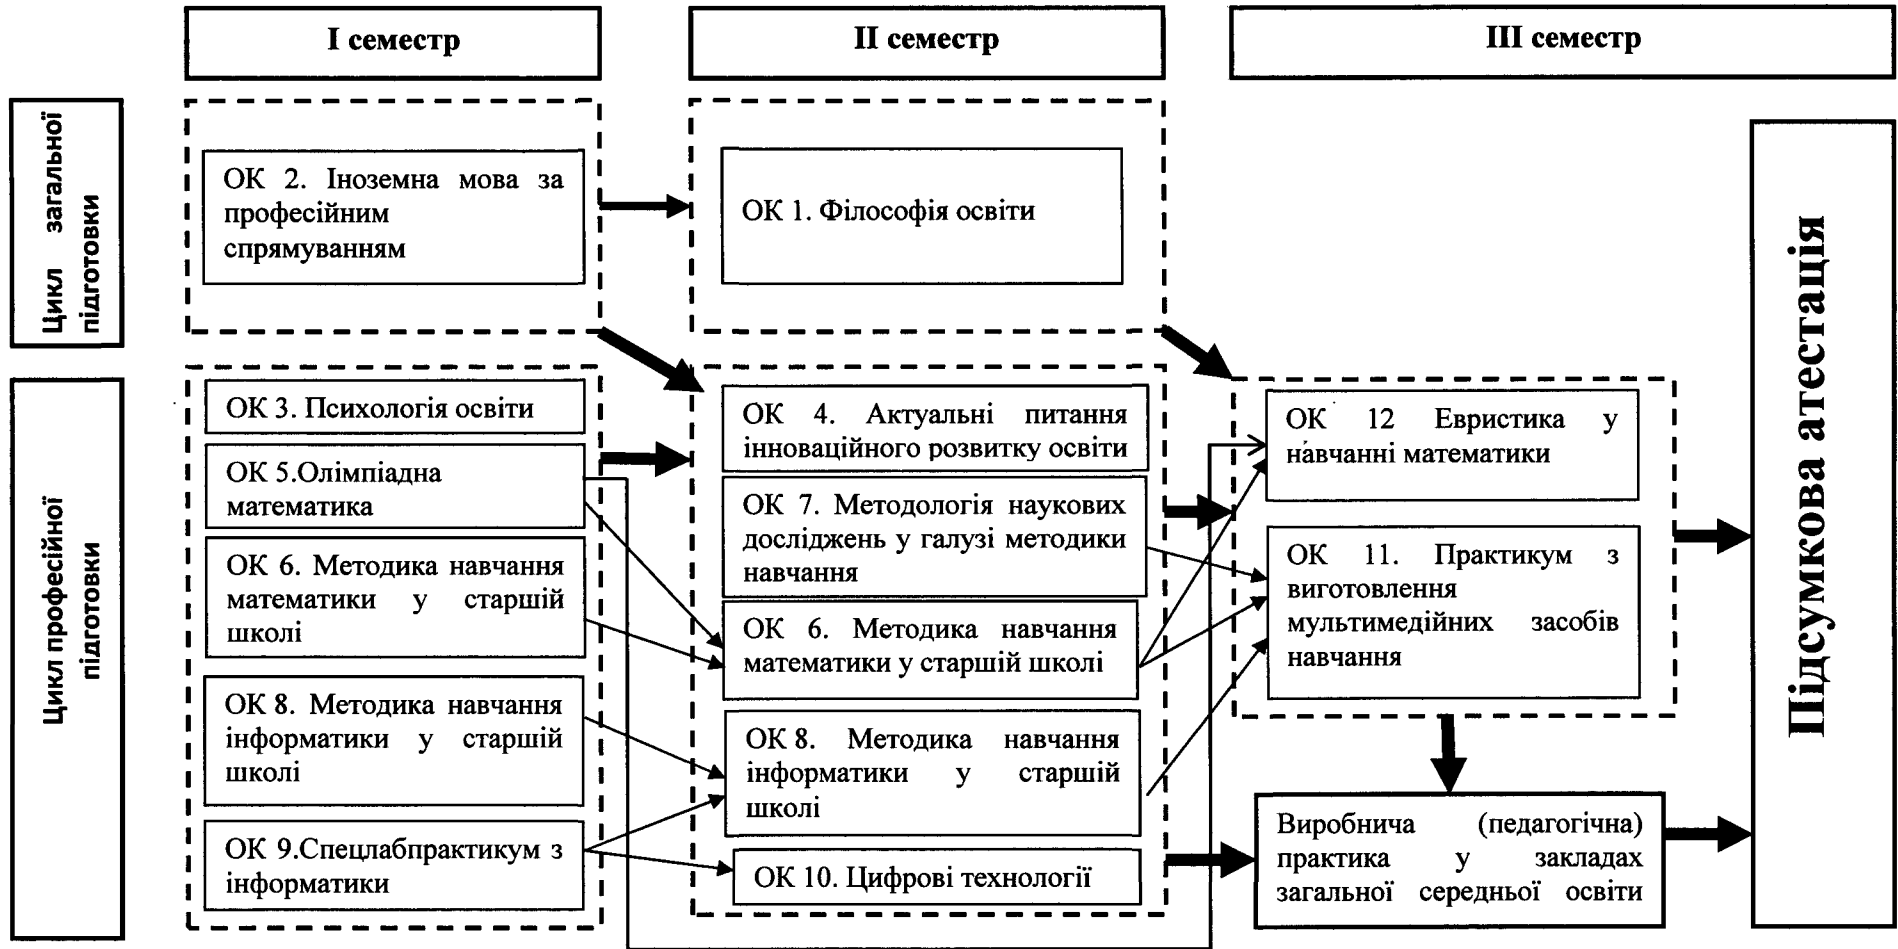 І семестр
ІІ семестр
ІІІ семестр
Цикл загальної
підготовки
ОК 2. Іноземна мова за
професійним
спрямуванням
ОК 1. Філософія освіти
Цикл професійної
підготовки
ОК 3. Психологія освіти
ОК 5.Олімпіадна
математика
ОК 6. Методика навчання
математики у старшій
школі
ОК 8. Методика навчання
інформатики у старшій
школі
ОК 9.Спецлабпрактикум з
інформатики
ОК 4. Актуальні питання
інноваційного розвитку освіти
ОК 7. Методологія наукових
досліджень у галузі методики
навчання
ОК 6. Методика навчання
математики у старшій школі
ОК 8. Методика навчання
інформатики у старшій
школі
ОК 10. Цифрові технології
ОК 12 Евристика у
навчанні математики
ОК 11. Практикум з
виготовлення
мультимедійних засобів
навчання
Виробнича (педагогічна)
практика у закладах
загальної середньої освіти
Підсумкова атестація